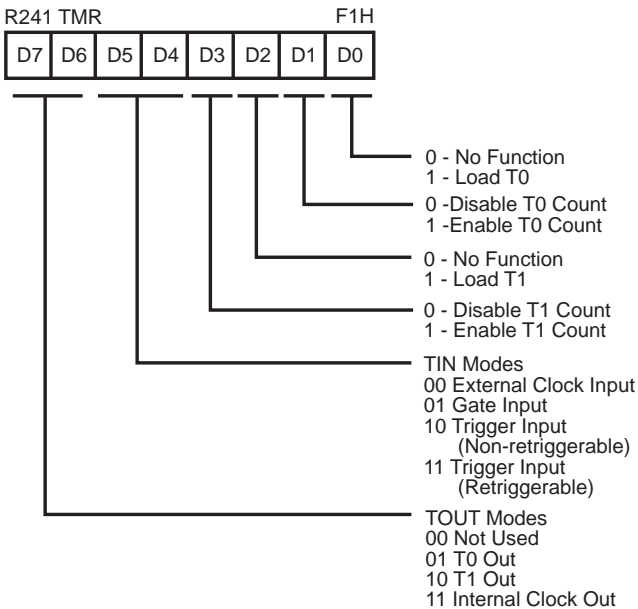 R241 TMR F1H
D7 D6 D5 D4 D3 D2 D1 D0
0 - No Function
1 - Load T0
0 -Disable T0 Count
1 -Enable T0 Count
0 - No Function
1 - Load T1
0 - Disable T1 Count
1 - Enable T1 Count
TIN Modes
00 External Clock Input
01 Gate Input
10 Trigger Input
(Non-retriggerable)
11 Trigger Input
(Retriggerable)
TOUT Modes
00 Not Used
01 T0 Out
10 T1 Out
11 Internal Clock Out